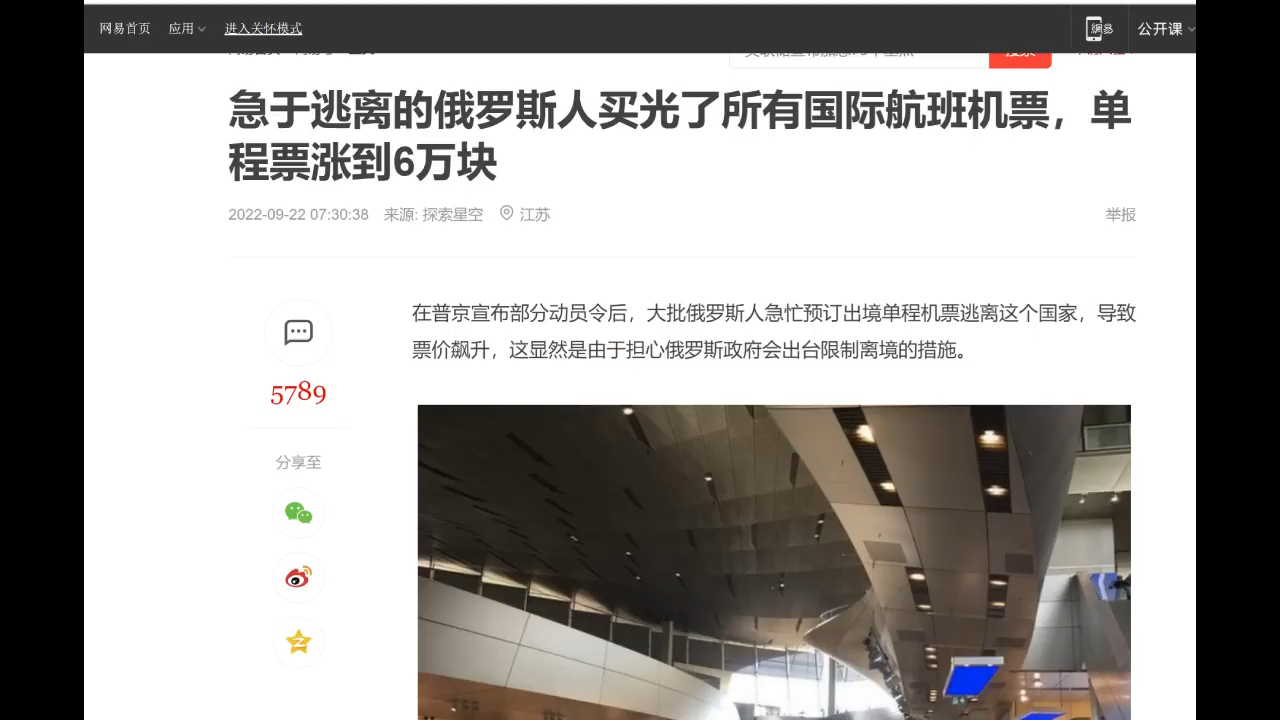 网易首页 应用 进入关怀模式 公开课
急于逃离的俄罗斯人买光了所有国际航班机票，单
程票涨到6万块
2022-09-22 07:30:38 来源: 探索星空 江苏 举报
在普京宣布部分动员令后，大批俄罗斯人急忙预订出境单程机票逃离这个国家，导致
票价飙升，这显然是由于担心俄罗斯政府会出台限制离境的措施。
5789
分享至